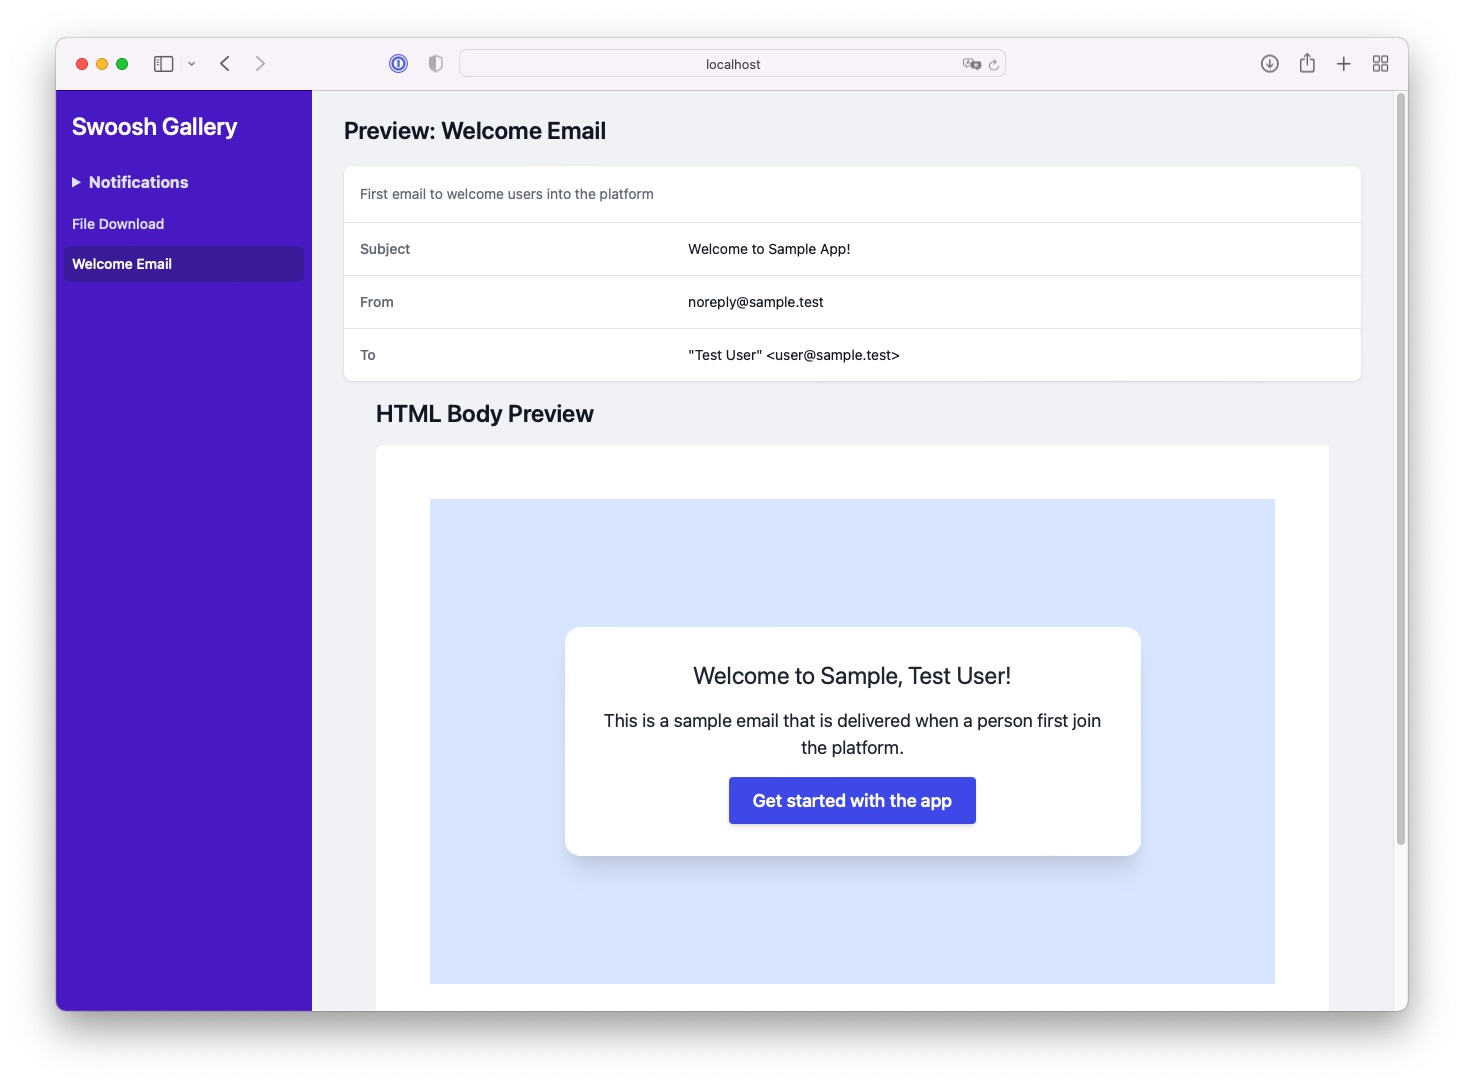 localhost
Swoosh Gallery
Notifications
File Download
Welcome Email
Preview: Welcome Email
First email to welcome users into the platform
Subject Welcome to Sample App!
From noreply@sample.test
To "Test User" <user@sample.test>
HTML Body Preview
Welcome to Sample, Test User!
This is a sample email that is delivered when a person first join
the platform.
Get started with the app